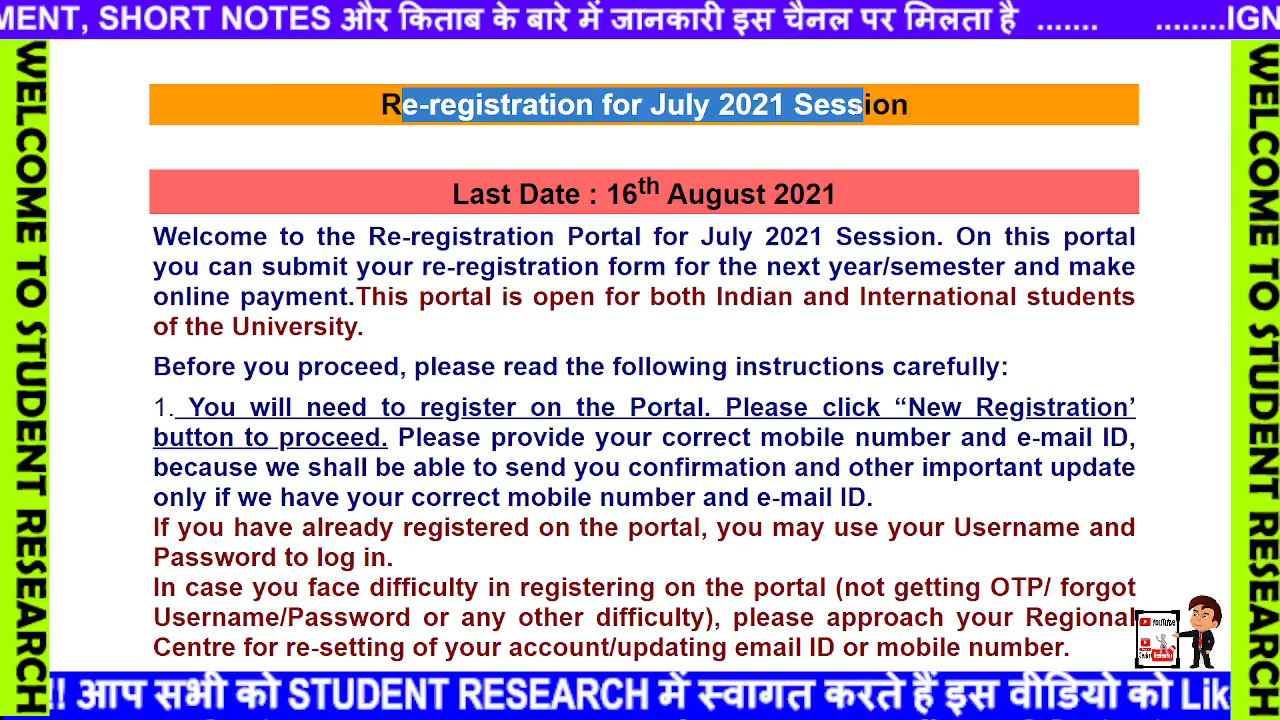 MENT, SHORT NOTES और किताब के बारे में जानकारी इस चैनल पर मिलता है ....... ........IGN
WELCOME TO STUDENT RESEARCH
WELCOME TO STUDENT RESEARCH
Re-registration for July 2021 Session
Last Date : 16th August 2021
Welcome to the Re-registration Portal for July 2021 Session. On this portal
you can submit your re-registration form for the next year/semester and make
online payment.This portal is open for both Indian and International students
of the University.
Before you proceed, please read the following instructions carefully:
1. You will need to register on the Portal. Please click “New Registration’
button to proceed. Please provide your correct mobile number and e-mail ID,
because we shall be able to send you confirmation and other important update
only if we have your correct mobile number and e-mail ID.
If you have already registered on the portal, you may use your Username and
Password to log in.
In case you face difficulty in registering on the portal (not getting OTP/ forgot
Username/Password or any other difficulty), please approach your Regional
Centre for re-setting of your account/updating email ID or mobile number.
YouTube
!! आप सभी को STUDENT RESEARCH में स्वागत करते हैं इस वीडियो को Lik